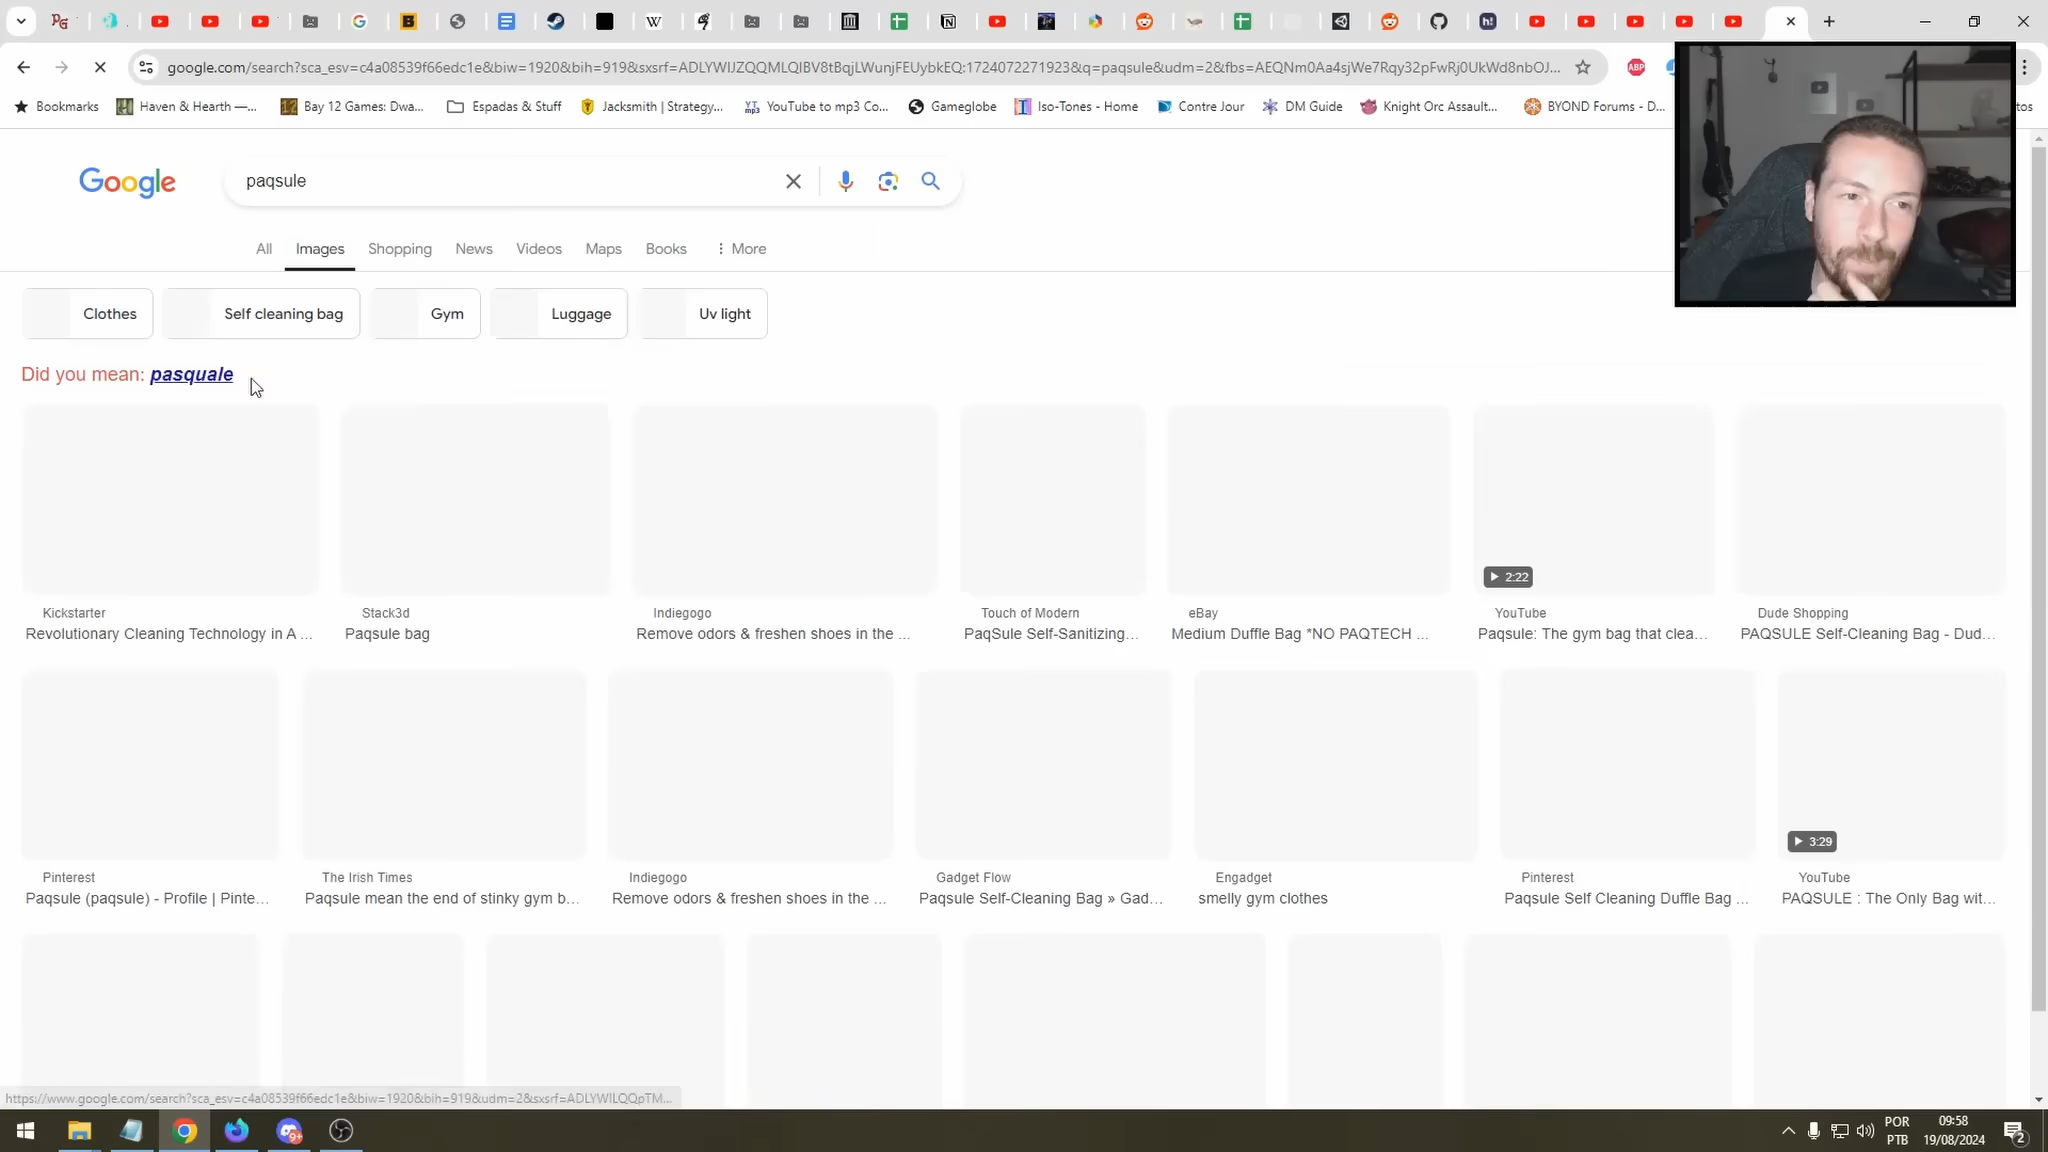 google.com/search?sca_esv=c4a08539f66edc1e&biw=1920&bih=919&sxsrf=ADLYWIJZQQMLQIBV8tBqjLWunjFEUybkEQ:1724072271923&q=paqsule&udm=2&fbs=AEQNm0Aa4sjWe7Rqy32pFwRj0UkWd8nbOJ...
ABP
Bookmarks
Haven & Hearth —...
Bay 12 Games: Dwa...
Espadas & Stuff
Jacksmith | Strategy...
YouTube to mp3 Co...
Gameglobe
Iso-Tones - Home
Contre Jour
DM Guide
Knight Orc Assault...
BYOND Forums - D...
tos
Google
paqsule
All
Images
Shopping
News
Videos
Maps
Books
More
Clothes
Self cleaning bag
Gym
Luggage
Uv light
Did you mean: pasquale
2:22
Kickstarter
Revolutionary Cleaning Technology in A ...
Stack3d
Paqsule bag
Indiegogo
Remove odors & freshen shoes in the ...
Touch of Modern
PaqSule Self-Sanitizing...
eBay
Medium Duffle Bag *NO PAQTECH ...
YouTube
Paqsule: The gym bag that clea...
Dude Shopping
PAQSULE Self-Cleaning Bag - Dud...
3:29
Pinterest
Paqsule (paqsule) - Profile | Pinte...
The Irish Times
Paqsule mean the end of stinky gym b...
Indiegogo
Remove odors & freshen shoes in the ...
Gadget Flow
Paqsule Self-Cleaning Bag » Gad...
Engadget
smelly gym clothes
Pinterest
Paqsule Self Cleaning Duffle Bag ...
YouTube
PAQSULE : The Only Bag wit...
https://www.google.com/search?sca_esv=c4a08539f66edc1e&biw=1920&bih=919&udm=2&sxsrf=ADLYWILQQpTM...
9+
POR
PTB
09:58
19/08/2024
2